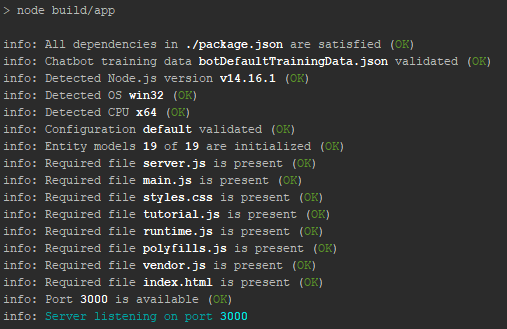 > node build/app
info: All dependencies in ./package.json are satisfied (OK)
info: Chatbot training data botDefaultTrainingData.json validated (OK)
info: Detected Node.js version v14.16.1 (OK)
info: Detected OS win32 (OK)
info: Detected CPU x64 (OK)
info: Configuration default validated (OK)
info: Entity models 19 of 19 are initialized (OK)
info: Required file server.js is present (OK)
info: Required file main.js is present (OK)
info: Required file styles.css is present (OK)
info: Required file tutorial.js is present (OK)
info: Required file runtime.js is present (OK)
info: Required file polyfills.js is present (OK)
info: Required file vendor.js is present (OK)
info: Required file index.html is present (OK)
info: Port 3000 is available (OK)
info: Server listening on port 3000